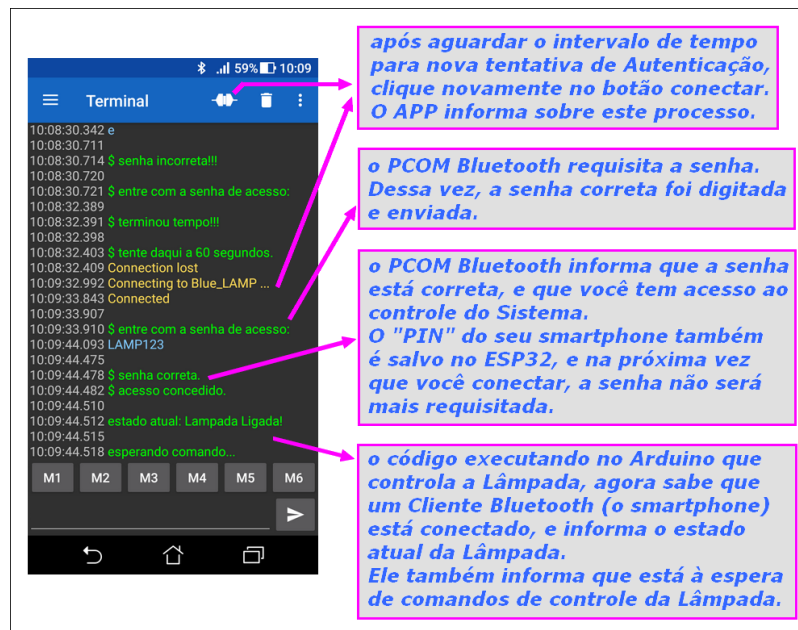 59% 10:09
Terminal
10:08:30.342 e
10:08:30.711
10:08:30.714 $ senha incorreta!!!
10:08:30.720
10:08:30.721 $ entre com a senha de acesso:
10:08:32.389
10:08:32.391 $ terminou tempo!!!
10:08:32.398
10:08:32.403 $ tente daqui a 60 segundos.
10:08:32.409 Connection lost
10:09:32.992 Connecting to Blue_LAMP ...
10:09:33.843 Connected
10:09:33.907
10:09:33.910 $ entre com a senha de acesso:
10:09:44.093 LAMP123
10:09:44.475
10:09:44.478 $ senha correta.
10:09:44.482 $ acesso concedido.
10:09:44.510
10:09:44.512 estado atual: Lampada Ligada!
10:09:44.515
10:09:44.518 esperando comando...
M1 M2 M3 M4 M5 M6
após aguardar o intervalo de tempo
para nova tentativa de Autenticação,
clique novamente no botão conectar.
O APP informa sobre este processo.
o PCOM Bluetooth requisita a senha.
Dessa vez, a senha correta foi digitada
e enviada.
o PCOM Bluetooth informa que a senha
está correta, e que você tem acesso ao
controle do Sistema.
O "PIN" do seu smartphone também
é salvo no ESP32, e na próxima vez
que você conectar, a senha não será
mais requisitada.
o código executando no Arduino que
controla a Lâmpada, agora sabe que
um Cliente Bluetooth (o smartphone)
está conectado, e informa o estado
atual da Lâmpada.
Ele também informa que está à espera
de comandos de controle da Lâmpada.